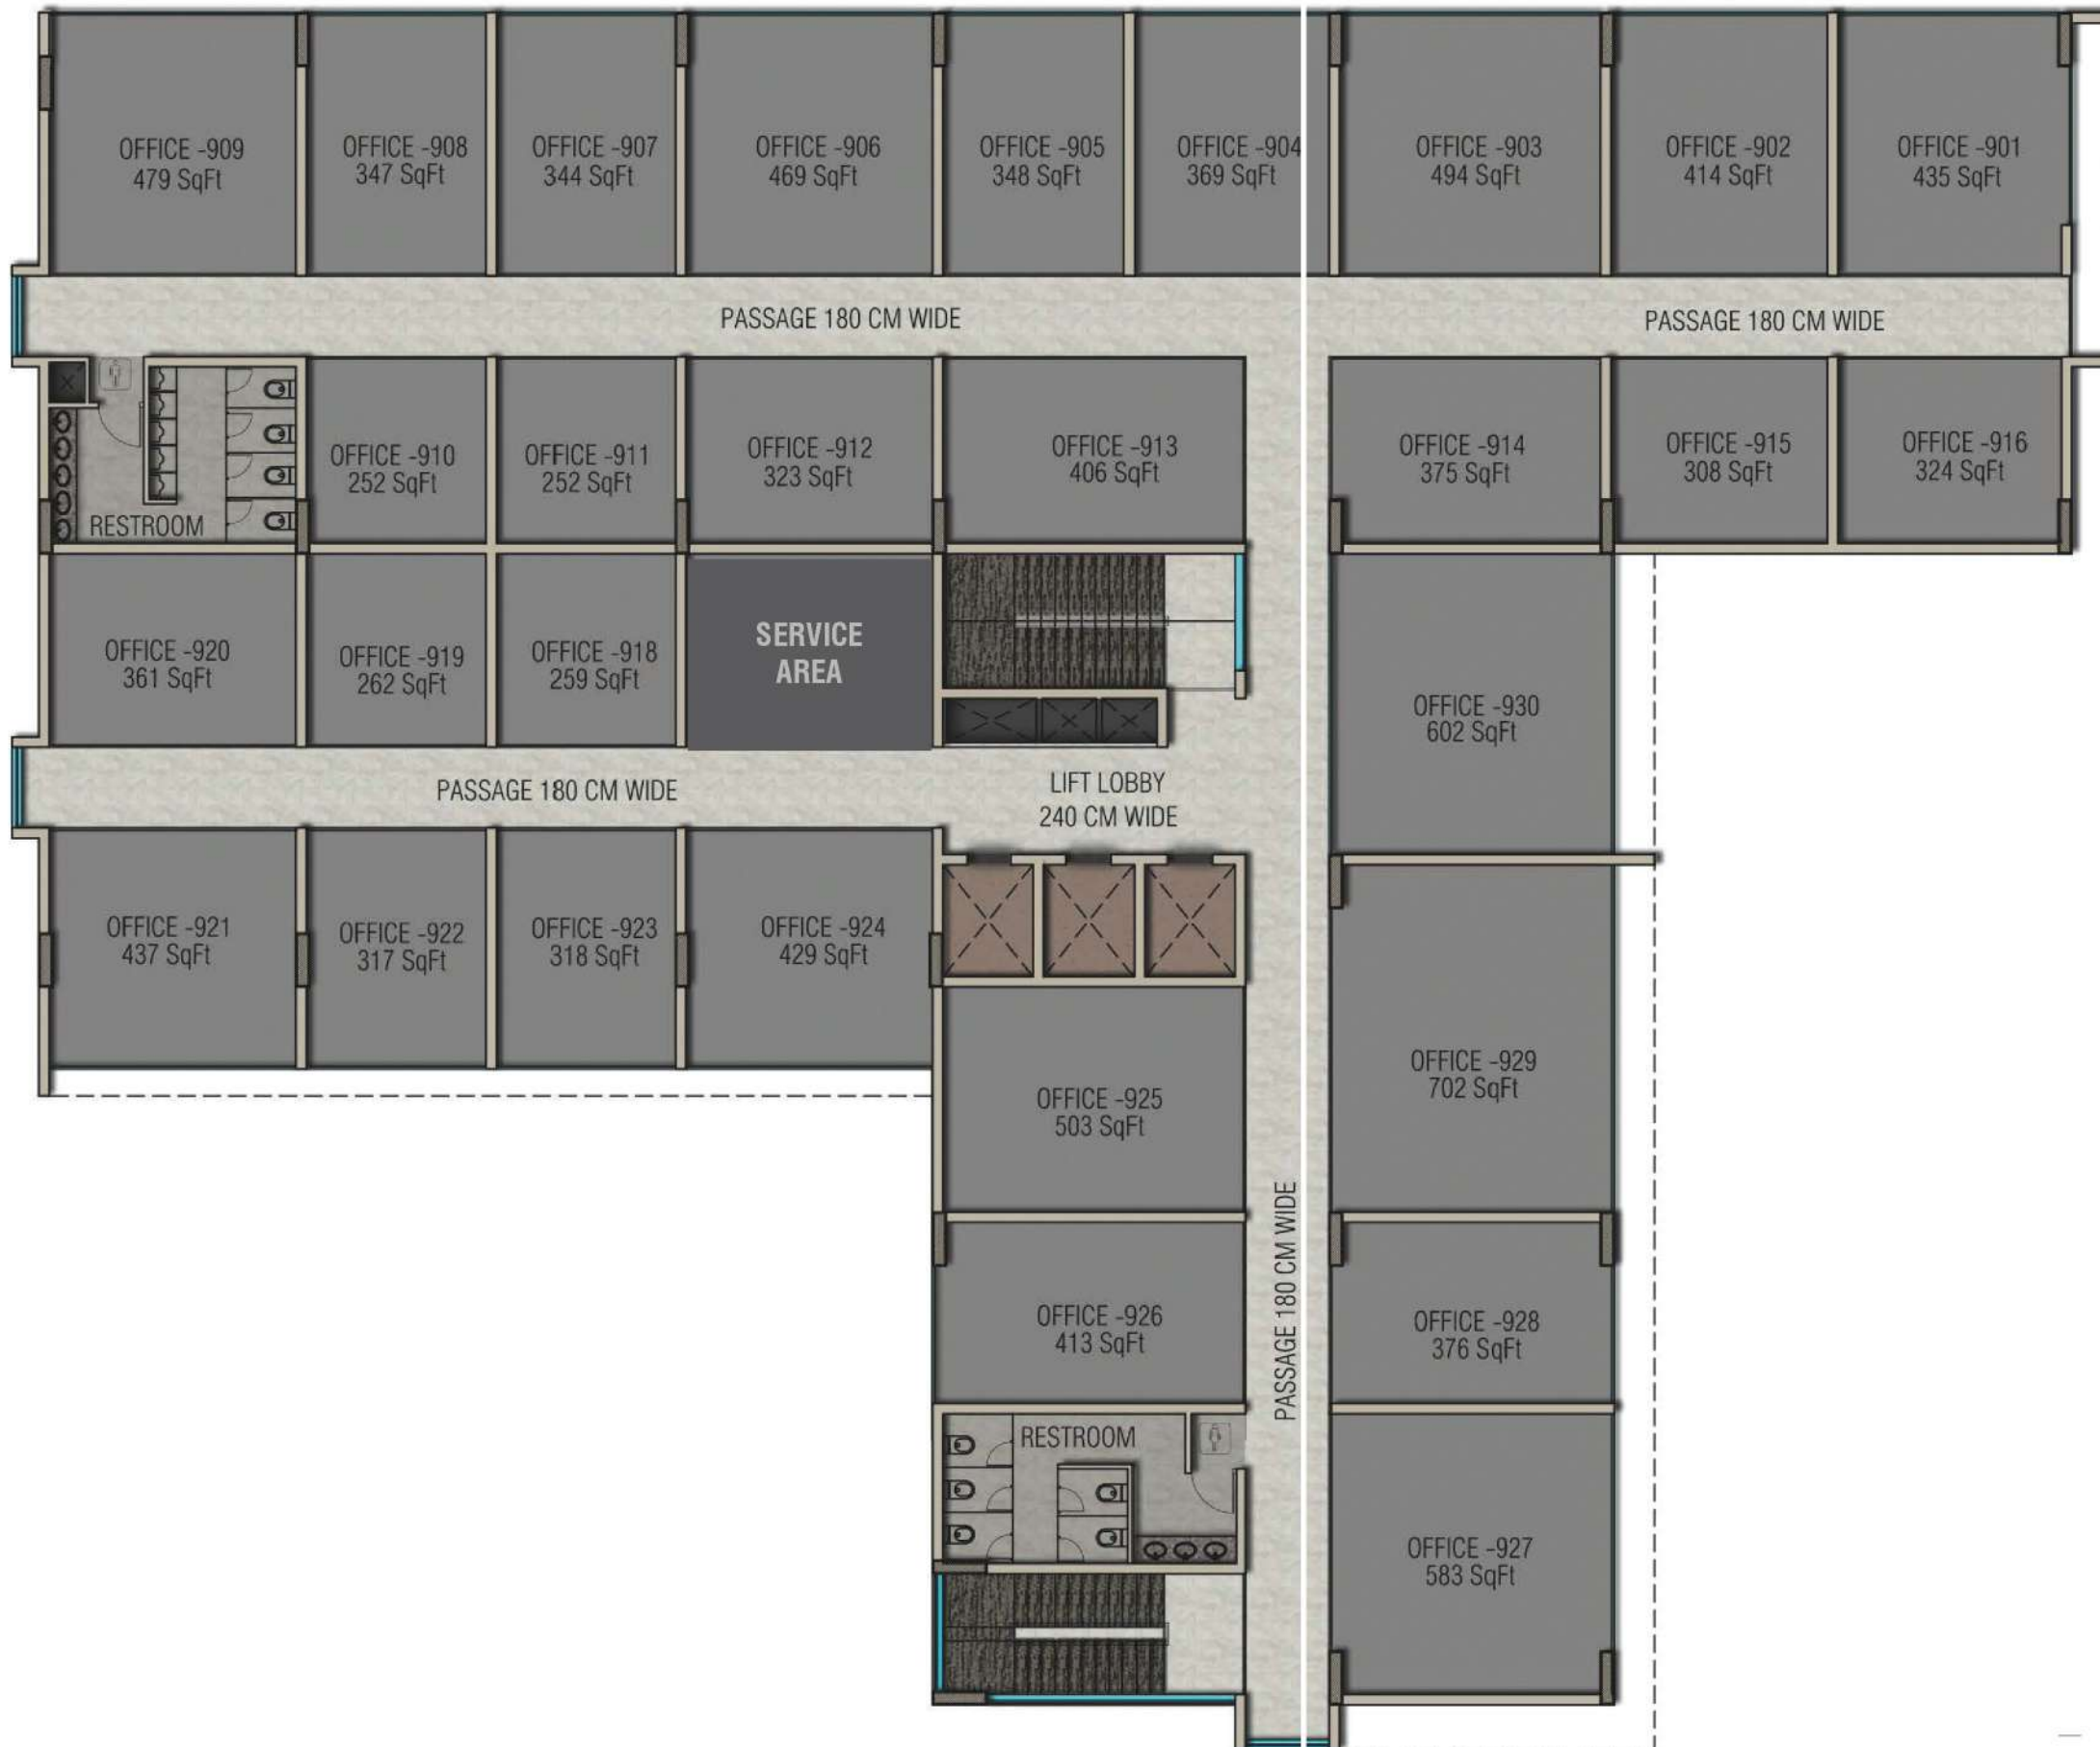 OFFICE -909
479 SqFt
OFFICE -908
347 SqFt
OFFICE -907
344 SqFt
OFFICE -906
469 SqFt
OFFICE -905
348 SqFt
OFFICE -904
369 SqFt
OFFICE -903
494 SqFt
OFFICE -902
414 SqFt
OFFICE -901
435 SqFt
PASSAGE 180 CM WIDE
PASSAGE 180 CM WIDE
RESTROOM
OFFICE -910
252 SqFt
OFFICE -911
252 SqFt
OFFICE -912
323 SqFt
OFFICE -913
406 SqFt
OFFICE -914
375 SqFt
OFFICE -915
308 SqFt
OFFICE -916
324 SqFt
OFFICE -920
361 SqFt
OFFICE -919
262 SqFt
OFFICE -918
259 SqFt
SERVICE
AREA
OFFICE -930
602 SqFt
PASSAGE 180 CM WIDE
LIFT LOBBY
240 CM WIDE
OFFICE -921
437 SqFt
OFFICE -922
317 SqFt
OFFICE -923
318 SqFt
OFFICE -924
429 SqFt
OFFICE -925
503 SqFt
OFFICE -929
702 SqFt
PASSAGE 180 CM WIDE
OFFICE -926
413 SqFt
OFFICE -928
376 SqFt
RESTROOM
OFFICE -927
583 SqFt